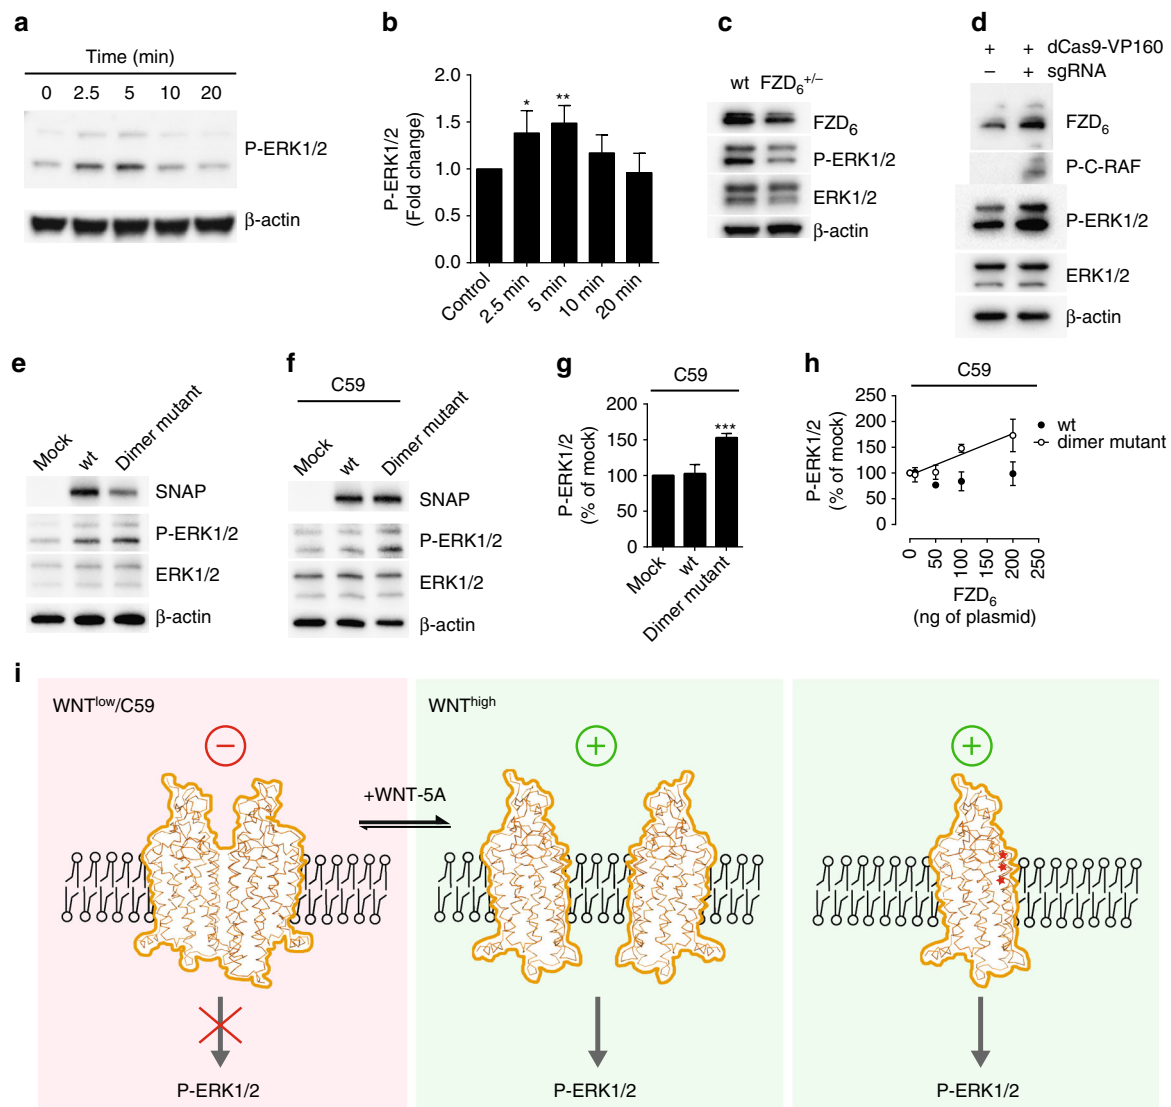 a
Time (min)
0 2.5 5 10 20
P-ERK1/2
β-actin
b
P-ERK1/2
(Fold change)
2.0
1.5
1.0
0.5
0.0
* **
Control 2.5 min 5 min 10 min 20 min
c
wt FZD6+/–
FZD6
P-ERK1/2
ERK1/2
β-actin
d
+ + dCas9-VP160
– + sgRNA
FZD6
P-C-RAF
P-ERK1/2
ERK1/2
β-actin
e
Mock wt Dimer mutant
SNAP
P-ERK1/2
ERK1/2
β-actin
f
C59
Mock wt Dimer mutant
SNAP
P-ERK1/2
ERK1/2
β-actin
g
C59
P-ERK1/2
(% of mock)
200
150
100
50
0
***
Mock wt Dimer mutant
h
C59
P-ERK1/2
(% of mock)
250
200
150
100
50
0
wt
dimer mutant
0 50 100 150 200 250
FZD6
(ng of plasmid)
i
WNTlow/C59
–
+WNT-5A
P-ERK1/2
WNThigh
+
P-ERK1/2
+
P-ERK1/2